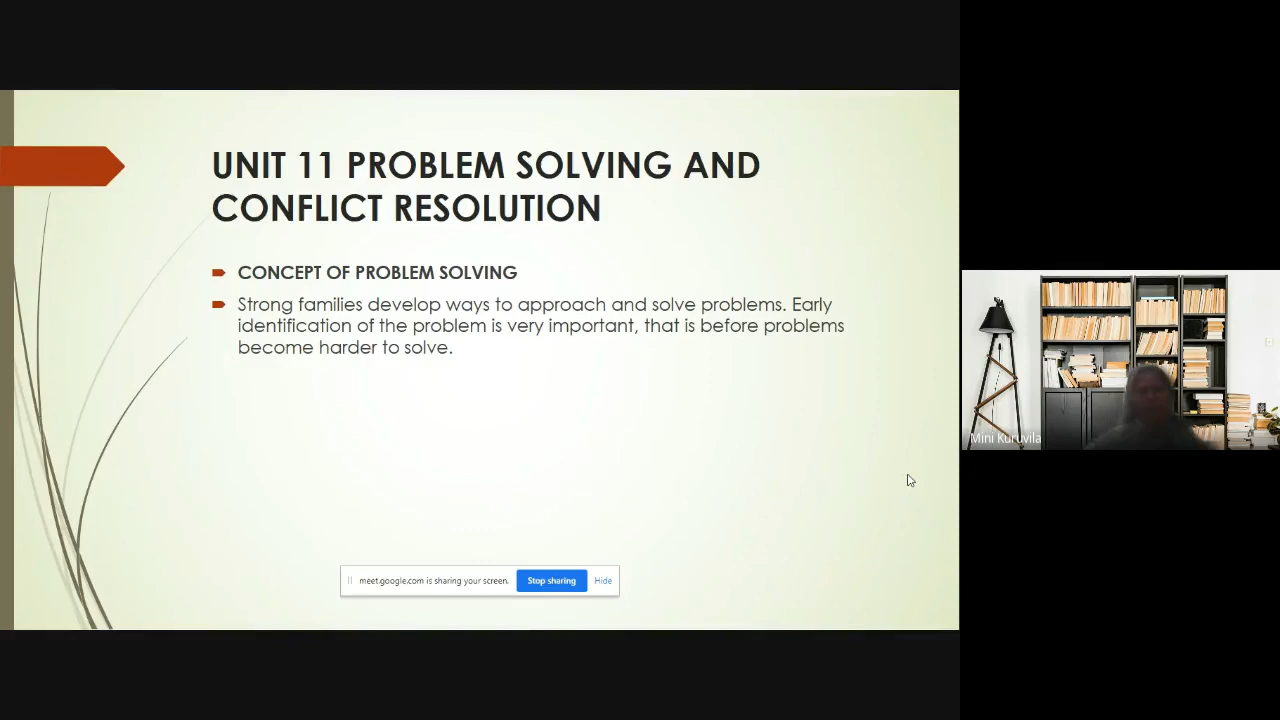 UNIT 11 PROBLEM SOLVING AND
CONFLICT RESOLUTION
CONCEPT OF PROBLEM SOLVING
Strong families develop ways to approach and solve problems. Early
identification of the problem is very important, that is before problems
become harder to solve.
meet.google.com is sharing your screen.
Stop sharing
Hide
Mini Kuruvila